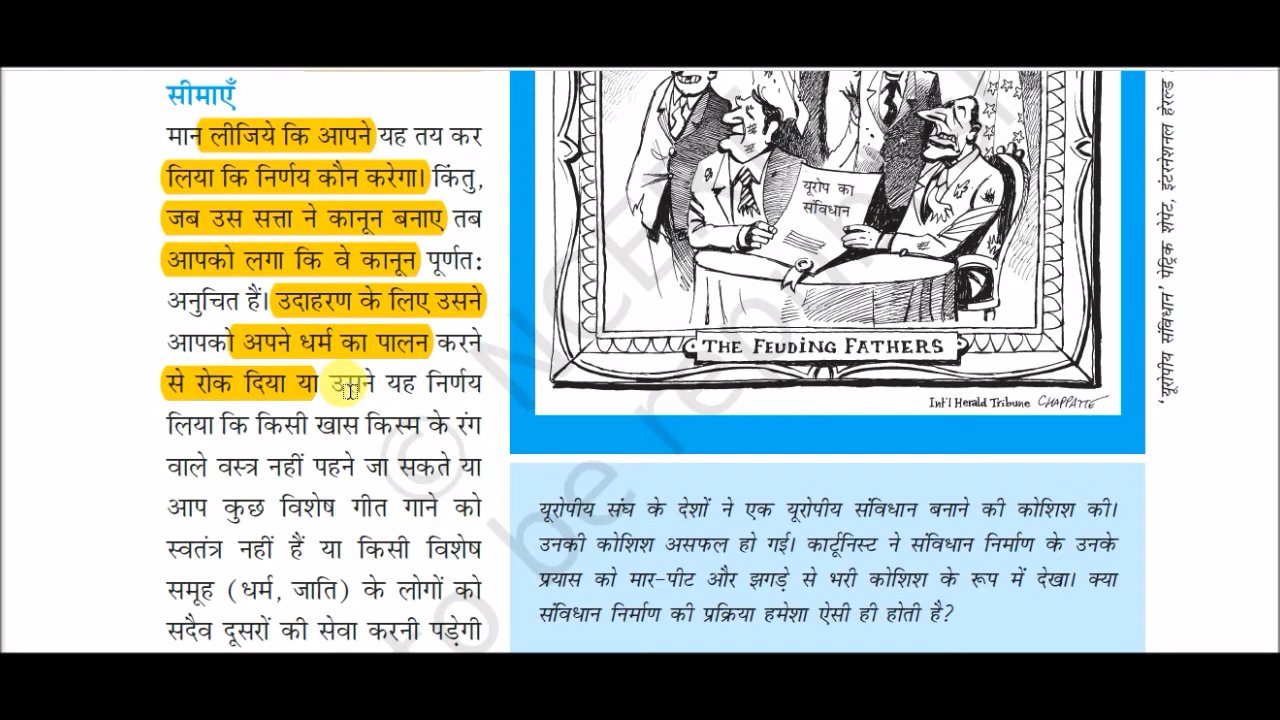 सीमाएँ
मान लीजिये कि आपने यह तय कर
लिया कि निर्णय कौन करेगा। किंतु,
जब उस सत्ता ने कानून बनाए तब
आपको लगा कि वे कानून पूर्णत:
अनुचित हैं। उदाहरण के लिए उसने
आपको अपने धर्म का पालन करने
से रोक दिया या उसने यह निर्णय
लिया कि किसी खास किस्म के रंग
वाले वस्त्र नहीं पहने जा सकते या
आप कुछ विशेष गीत गाने को
स्वतंत्र नहीं हैं या किसी विशेष
समूह (धर्म, जाति) के लोगों को
सदैव दूसरों की सेवा करनी पड़ेगी
यूरोप का
संविधान
THE FEUDING FATHERS
Int'l Herald Tribune CHAPPATTE
'यूरोपीय संविधान' पैट्रिक शेपेट, इंटरनेशनल हेरल्ड
यूरोपीय संघ के देशों ने एक यूरोपीय संविधान बनाने की कोशिश की।
उनकी कोशिश असफल हो गई। कार्टूनिस्ट ने संविधान निर्माण के उनके
प्रयास को मार-पीट और झगड़े से भरी कोशिश के रूप में देखा। क्या
संविधान निर्माण की प्रक्रिया हमेशा ऐसी ही होती है?